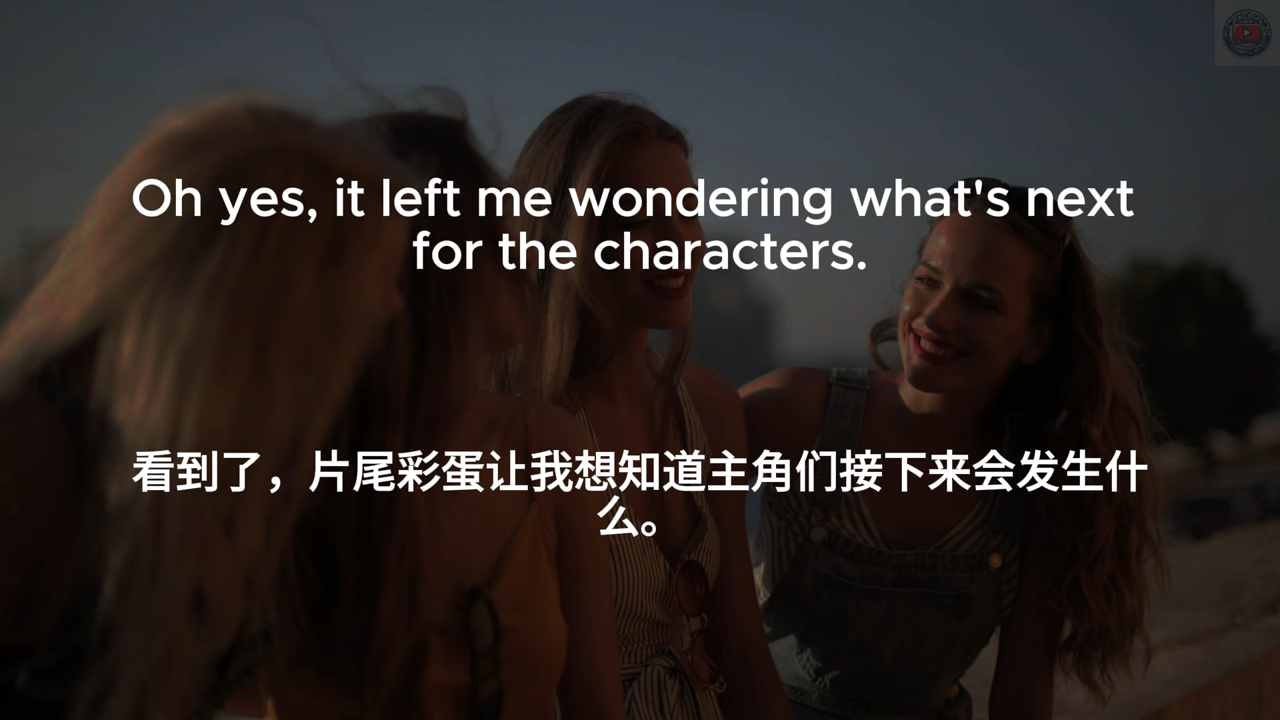 Oh yes, it left me wondering what's next
for the characters.
看到了，片尾彩蛋让我想知道主角们接下来会发生什
么。